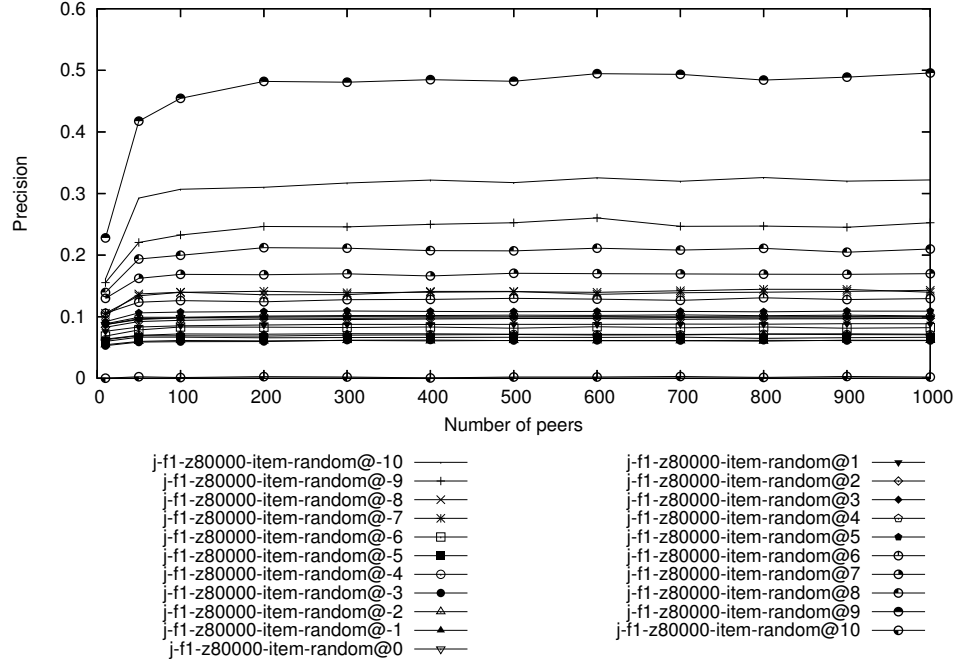 0.6
0.5
0.4
0.3
0.2
0.1
0
Precision
0 100 200 300 400 500 600 700 800 900 1000
Number of peers
j-f1-z80000-item-random@-10
j-f1-z80000-item-random@-9
j-f1-z80000-item-random@-8
j-f1-z80000-item-random@-7
j-f1-z80000-item-random@-6
j-f1-z80000-item-random@-5
j-f1-z80000-item-random@-4
j-f1-z80000-item-random@-3
j-f1-z80000-item-random@-2
j-f1-z80000-item-random@-1
j-f1-z80000-item-random@0
j-f1-z80000-item-random@1
j-f1-z80000-item-random@2
j-f1-z80000-item-random@3
j-f1-z80000-item-random@4
j-f1-z80000-item-random@5
j-f1-z80000-item-random@6
j-f1-z80000-item-random@7
j-f1-z80000-item-random@8
j-f1-z80000-item-random@9
j-f1-z80000-item-random@10